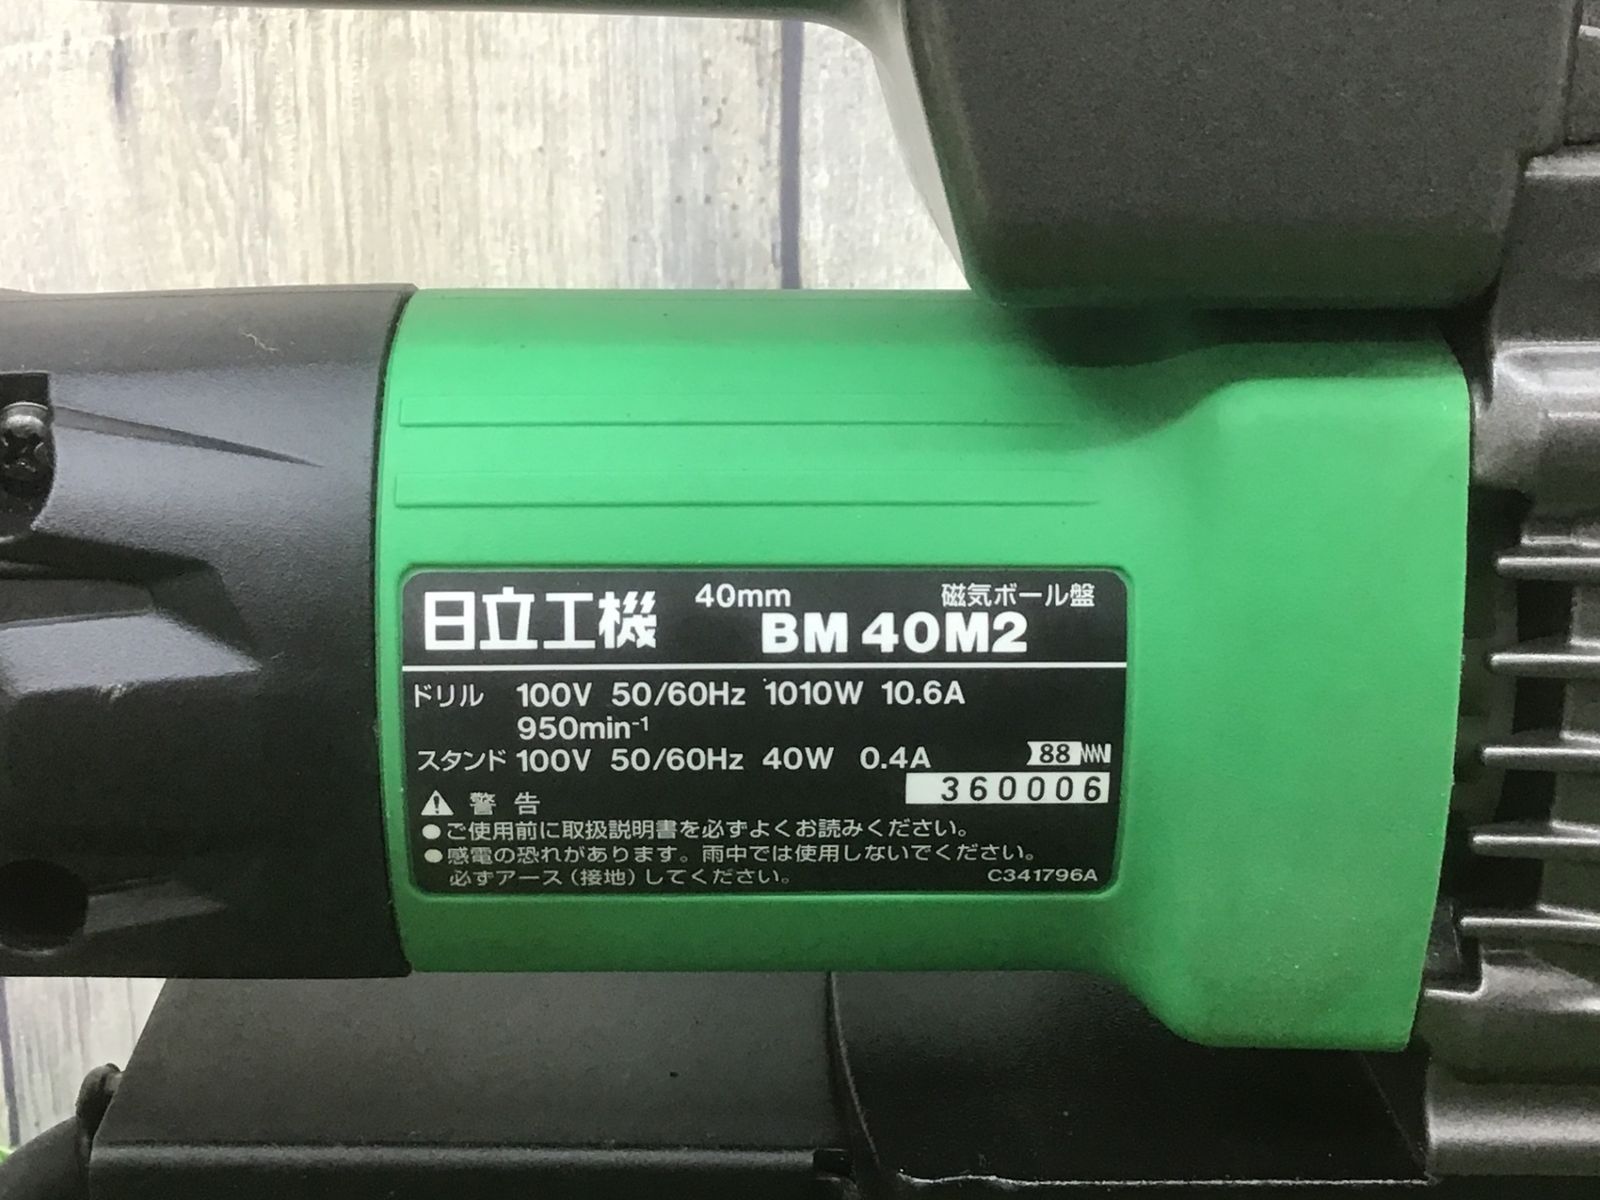 日立工機 40mm 磁気ボール盤
BM 40M2
ドリル 100V 50/60Hz 1010W 10.6A
950min⁻¹
スタンド 100V 50/60Hz 40W 0.4A 88
360006
警告
●ご使用前に取扱説明書を必ずよくお読みください。
●感電の恐れがあります。雨中では使用しないでください。
必ずアース(接地)してください。 C341796A